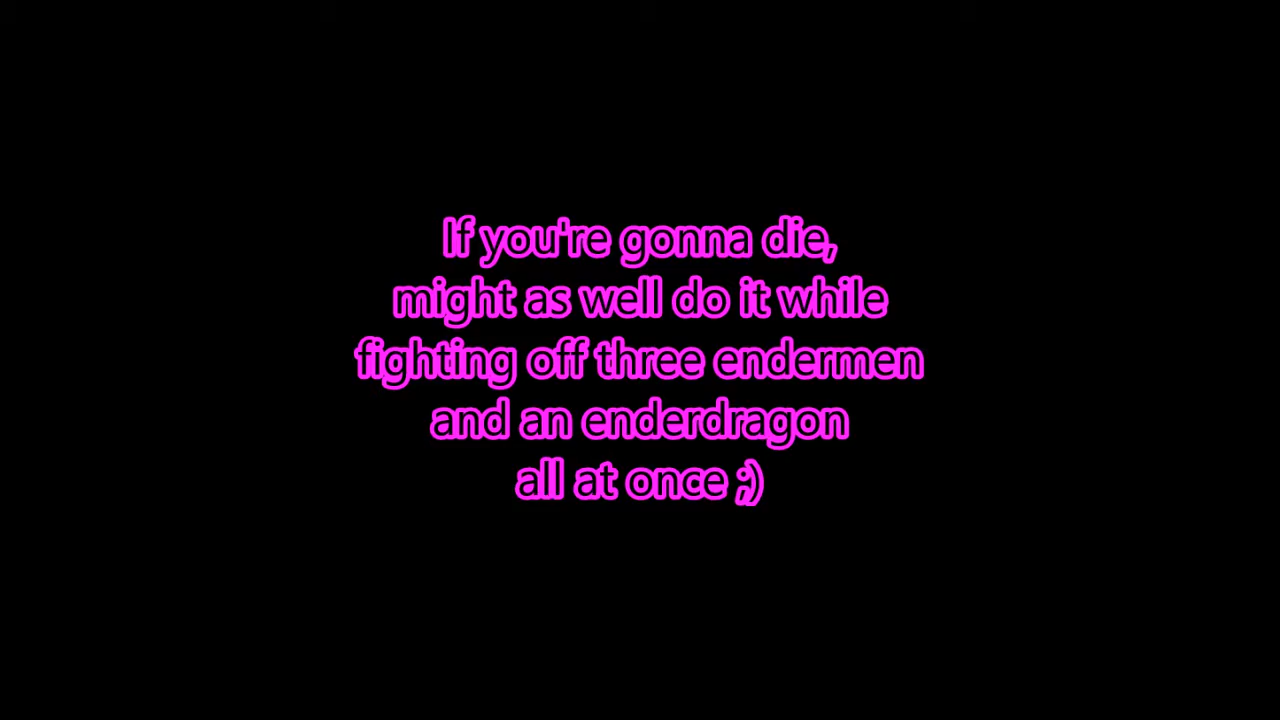 If you're gonna die,
might as well do it while
fighting off three endermen
and an enderdragon
all at once ;)